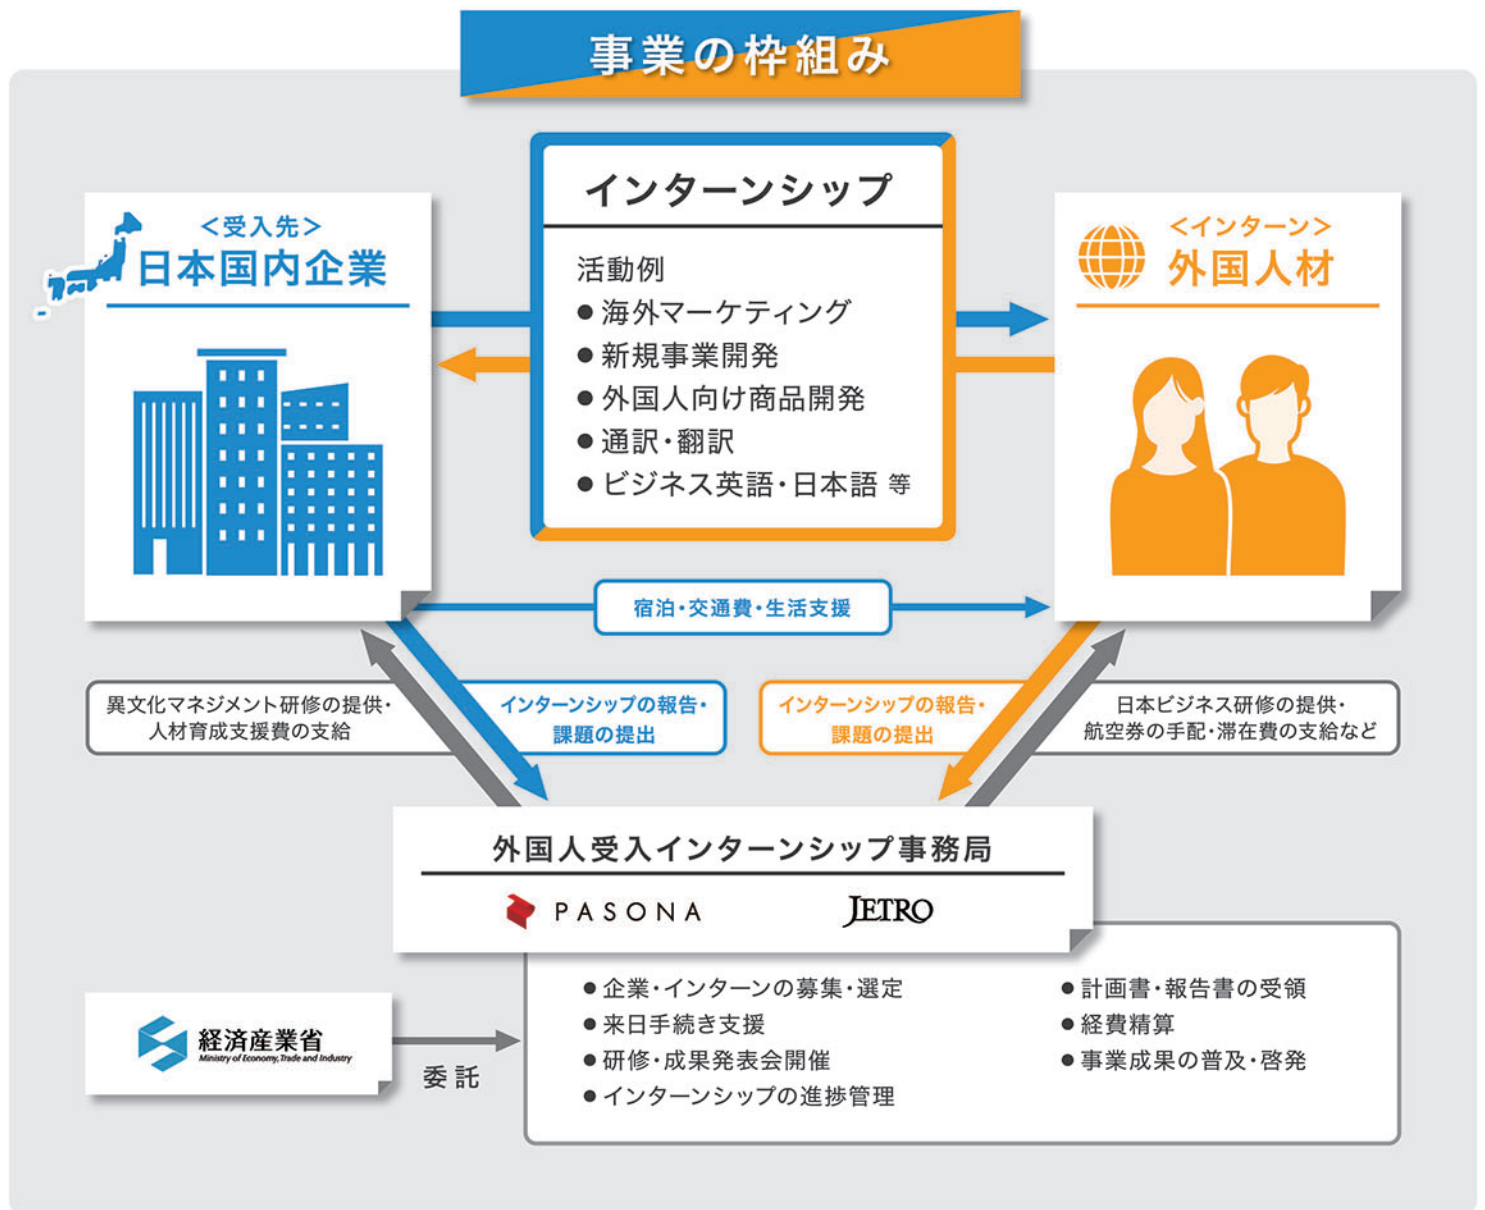 事業の枠組み
インターンシップ
活動例
●海外マーケティング
●新規事業開発
●外国人向け商品開発
●通訳・翻訳
●ビジネス英語・日本語 等
＜受入先＞
日本国内企業
＜インターン＞
外国人材
宿泊・交通費・生活支援
異文化マネジメント研修の提供・
人材育成支援費の支給
インターンシップの報告・
課題の提出
インターンシップの報告・
課題の提出
日本ビジネス研修の提供・
航空券の手配・滞在費の支給など
外国人受入インターンシップ事務局
PASONA
JETRO
経済産業省
Ministry of Economy, Trade and Industry
委託
●企業・インターンの募集・選定
●来日手続き支援
●研修・成果発表会開催
●インターンシップの進捗管理
●計画書・報告書の受領
●経費精算
●事業成果の普及・啓発